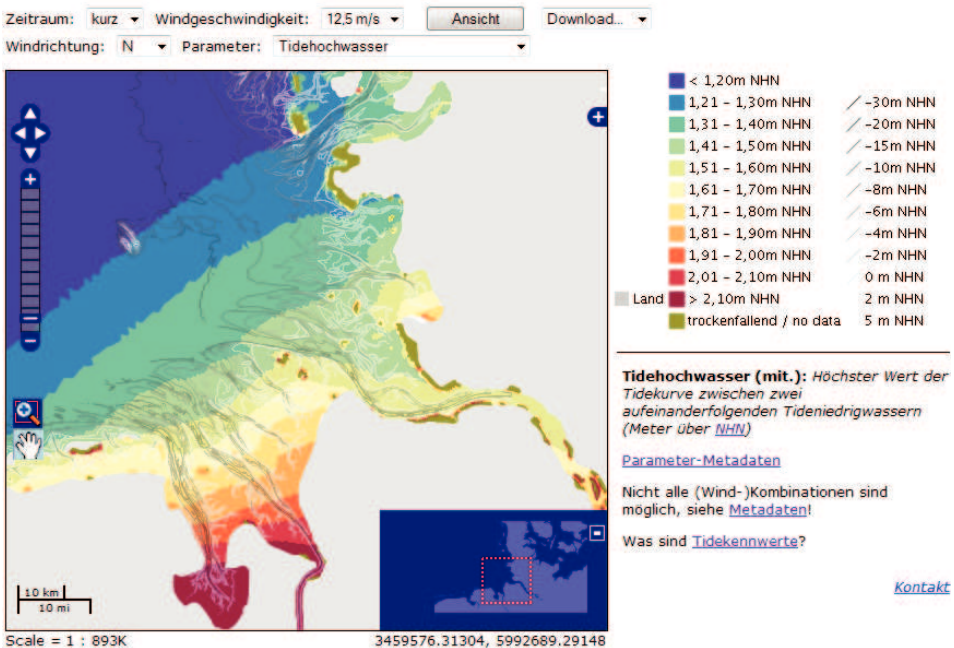 Zeitraum: kurz Windgeschwindigkeit: 12,5 m/s Ansicht Download...
Windrichtung: N Parameter: Tidehochwasser
< 1,20m NHN
1,21 - 1,30m NHN -30m NHN
1,31 - 1,40m NHN -20m NHN
1,41 - 1,50m NHN -15m NHN
1,51 - 1,60m NHN -10m NHN
1,61 - 1,70m NHN -8m NHN
1,71 - 1,80m NHN -6m NHN
1,81 - 1,90m NHN -4m NHN
1,91 - 2,00m NHN -2m NHN
2,01 - 2,10m NHN 0 m NHN
Land > 2,10m NHN 2 m NHN
trockenfallend / no data 5 m NHN
Tidehochwasser (mit.): Höchster Wert der
Tidekurve zwischen zwei
aufeinanderfolgenden Tideniedrigwassern
(Meter über NHN)
Parameter-Metadaten
Nicht alle (Wind-)Kombinationen sind
möglich, siehe Metadaten!
Was sind Tidekennwerte?
Kontakt
10 km
10 mi
Scale = 1 : 893K 3459576.31304, 5992689.29148